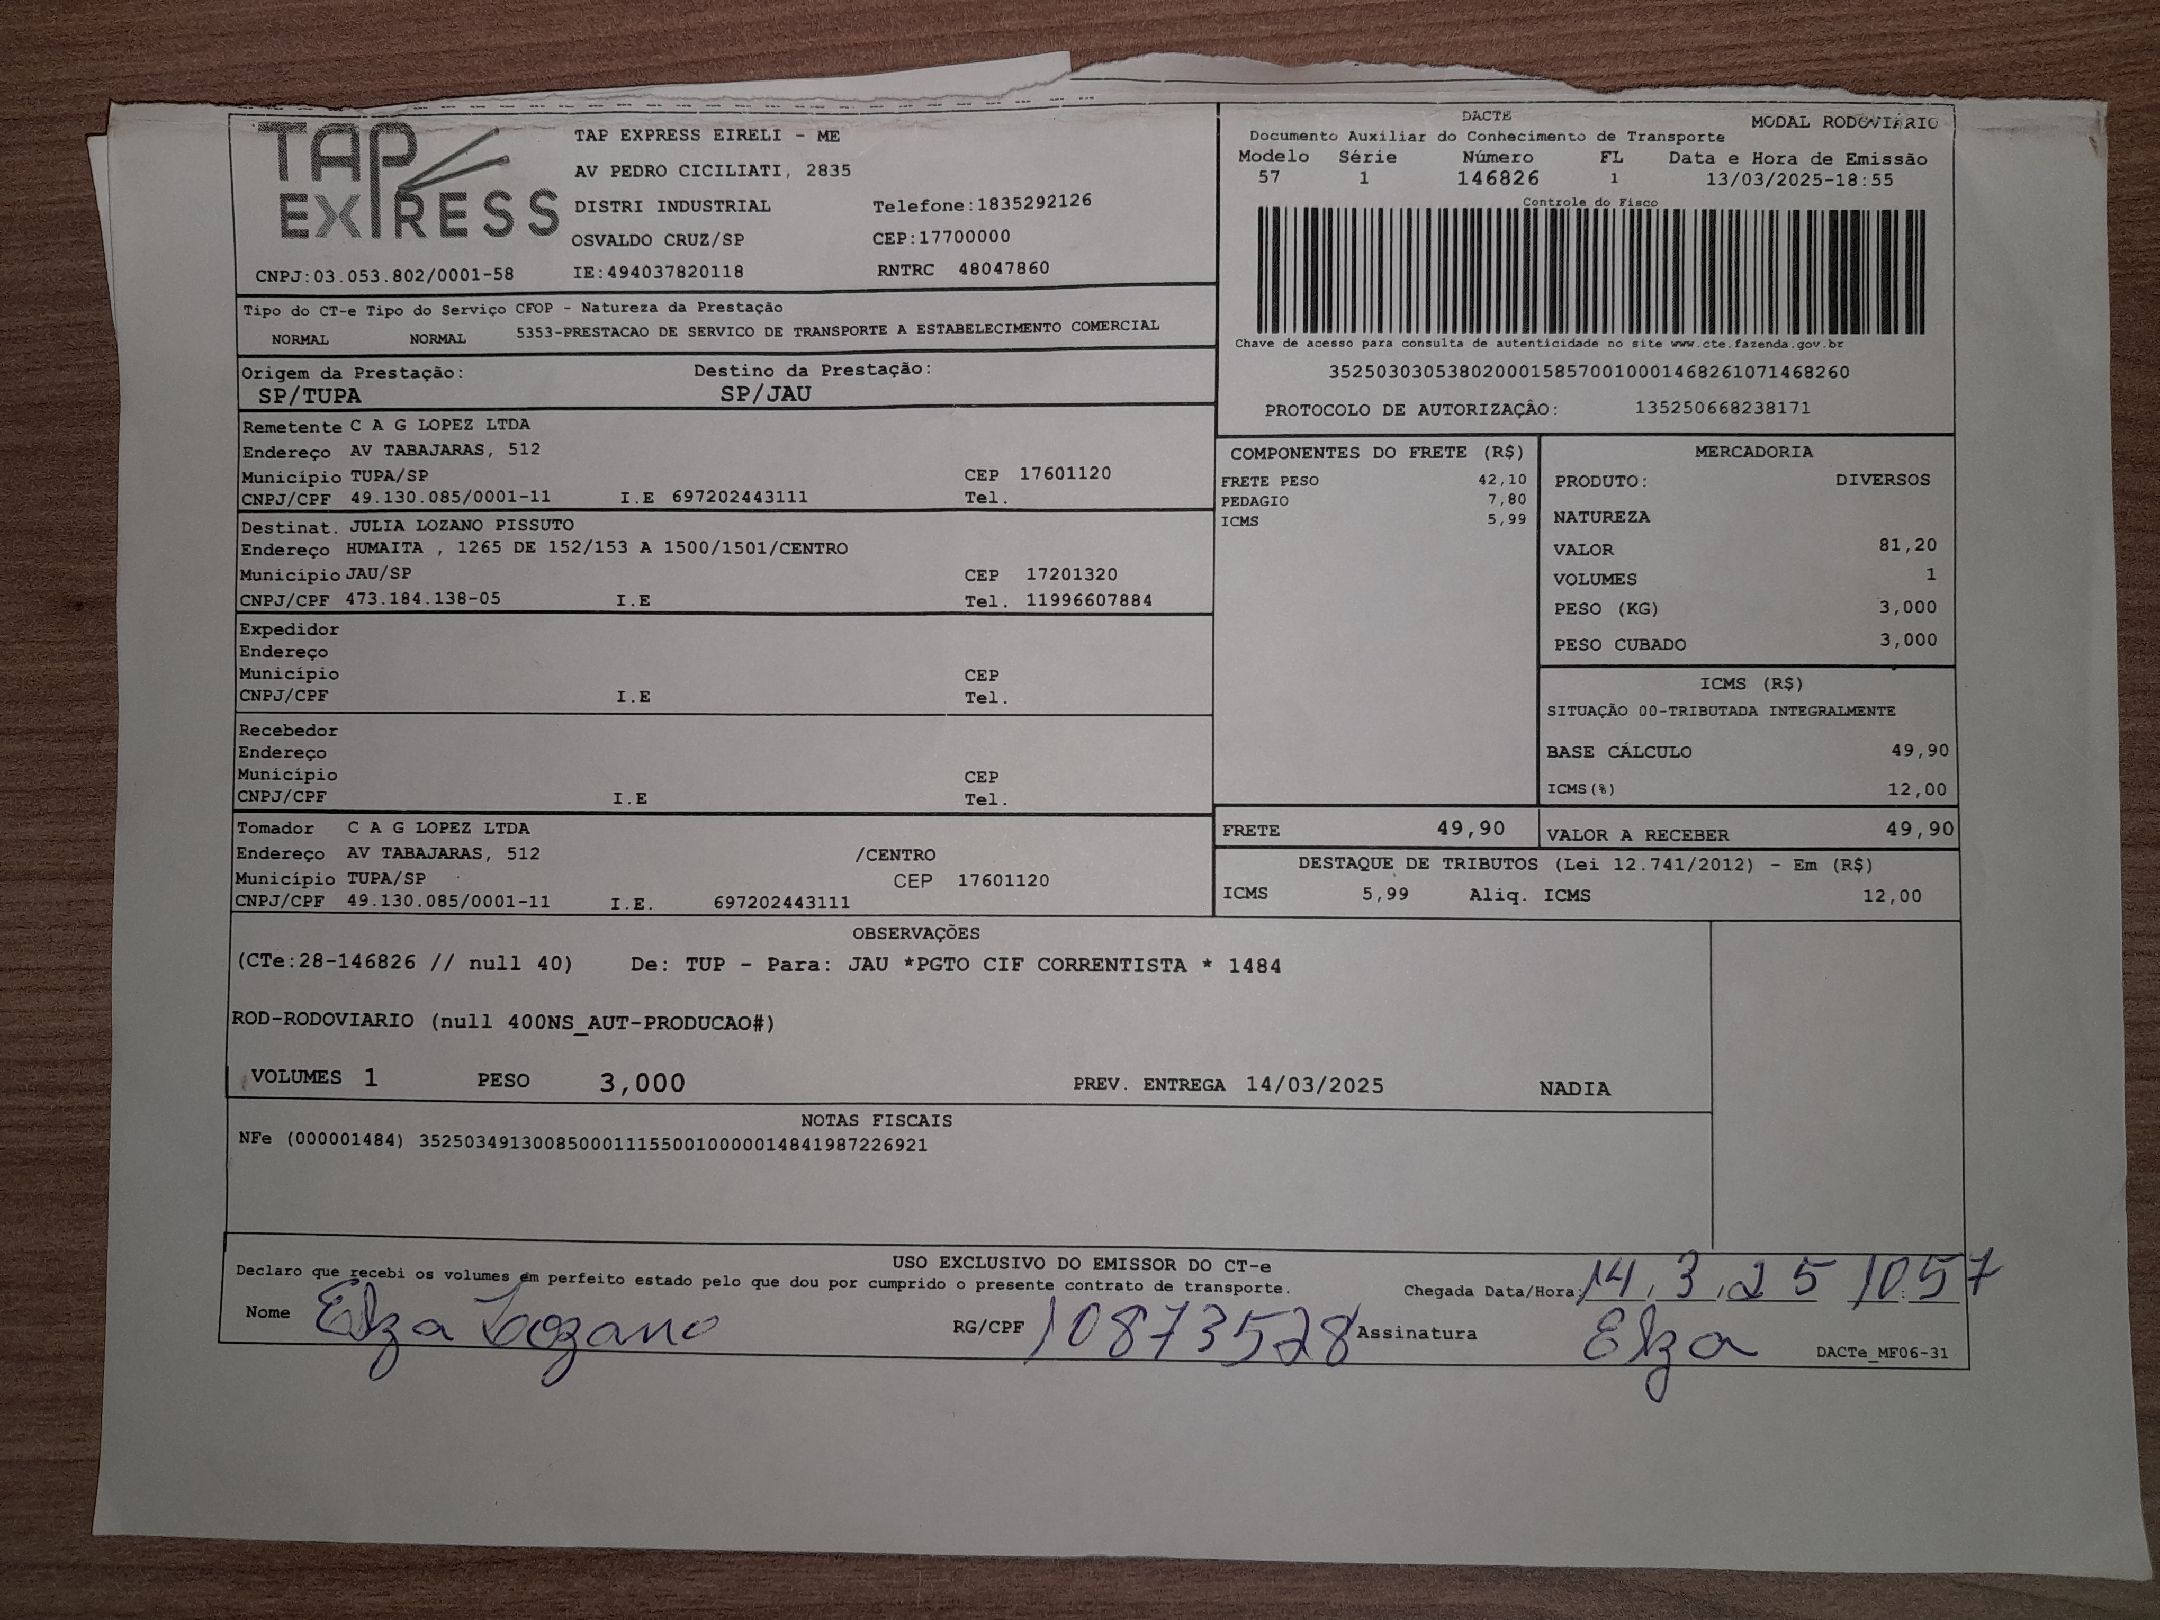 TAP EXPRESS
TAP EXPRESS EIRELI - ME
AV PEDRO CICILIATI, 2835
DISTRI INDUSTRIAL Telefone:1835292126
OSVALDO CRUZ/SP CEP:17700000
CNPJ:03.053.802/0001-58 IE:494037820118 RNTRC 48047860
DACTE MODAL RODOVIÁRIO
Documento Auxiliar do Conhecimento de Transporte
Modelo Série Número FL Data e Hora de Emissão
57 1 146826 1 13/03/2025-18:55
Controle do Fisco
Chave de acesso para consulta de autenticidade no site www.cte.fazenda.gov.br
35250303053802000158570010001468261071468260
PROTOCOLO DE AUTORIZAÇÃO: 135250668238171
Tipo do CT-e Tipo do Serviço CFOP - Natureza da Prestação
NORMAL NORMAL 5353-PRESTACAO DE SERVICO DE TRANSPORTE A ESTABELECIMENTO COMERCIAL
Origem da Prestação: Destino da Prestação:
SP/TUPA SP/JAU
Remetente C A G LOPEZ LTDA
Endereço AV TABAJARAS, 512
Município TUPA/SP CEP 17601120
CNPJ/CPF 49.130.085/0001-11 I.E 697202443111 Tel.
Destinat. JULIA LOZANO PISSUTO
Endereço HUMAITA , 1265 DE 152/153 A 1500/1501/CENTRO
Município JAU/SP CEP 17201320
CNPJ/CPF 473.184.138-05 I.E Tel. 11996607884
Expedidor
Endereço
Município CEP
CNPJ/CPF I.E Tel.
Recebedor
Endereço
Município CEP
CNPJ/CPF I.E Tel.
Tomador C A G LOPEZ LTDA
Endereço AV TABAJARAS, 512 /CENTRO
Município TUPA/SP CEP 17601120
CNPJ/CPF 49.130.085/0001-11 I.E. 697202443111
COMPONENTES DO FRETE (R$)
FRETE PESO 42,10
PEDAGIO 7,80
ICMS 5,99
MERCADORIA
PRODUTO: DIVERSOS
NATUREZA
VALOR 81,20
VOLUMES 1
PESO (KG) 3,000
PESO CUBADO 3,000
ICMS (R$)
SITUAÇÃO 00-TRIBUTADA INTEGRALMENTE
BASE CÁLCULO 49,90
ICMS(%) 12,00
FRETE 49,90 VALOR A RECEBER 49,90
DESTAQUE DE TRIBUTOS (Lei 12.741/2012) - Em (R$)
ICMS 5,99 Aliq. ICMS 12,00
OBSERVAÇÕES
(CTe:28-146826 // null 40) De: TUP - Para: JAU *PGTO CIF CORRENTISTA * 1484
ROD-RODOVIARIO (null 400NS_AUT-PRODUCAO#)
VOLUMES 1 PESO 3,000 PREV. ENTREGA 14/03/2025 NADIA
NOTAS FISCAIS
NFe (000001484) 35250349130085000111550010000014841987226921
USO EXCLUSIVO DO EMISSOR DO CT-e
Declaro que recebi os volumes em perfeito estado pelo que dou por cumprido o presente contrato de transporte.
Chegada Data/Hora: 14.3.25 10:57
Nome Elza Lozano RG/CPF 10873528 Assinatura Elza
DACTe_MF06-31